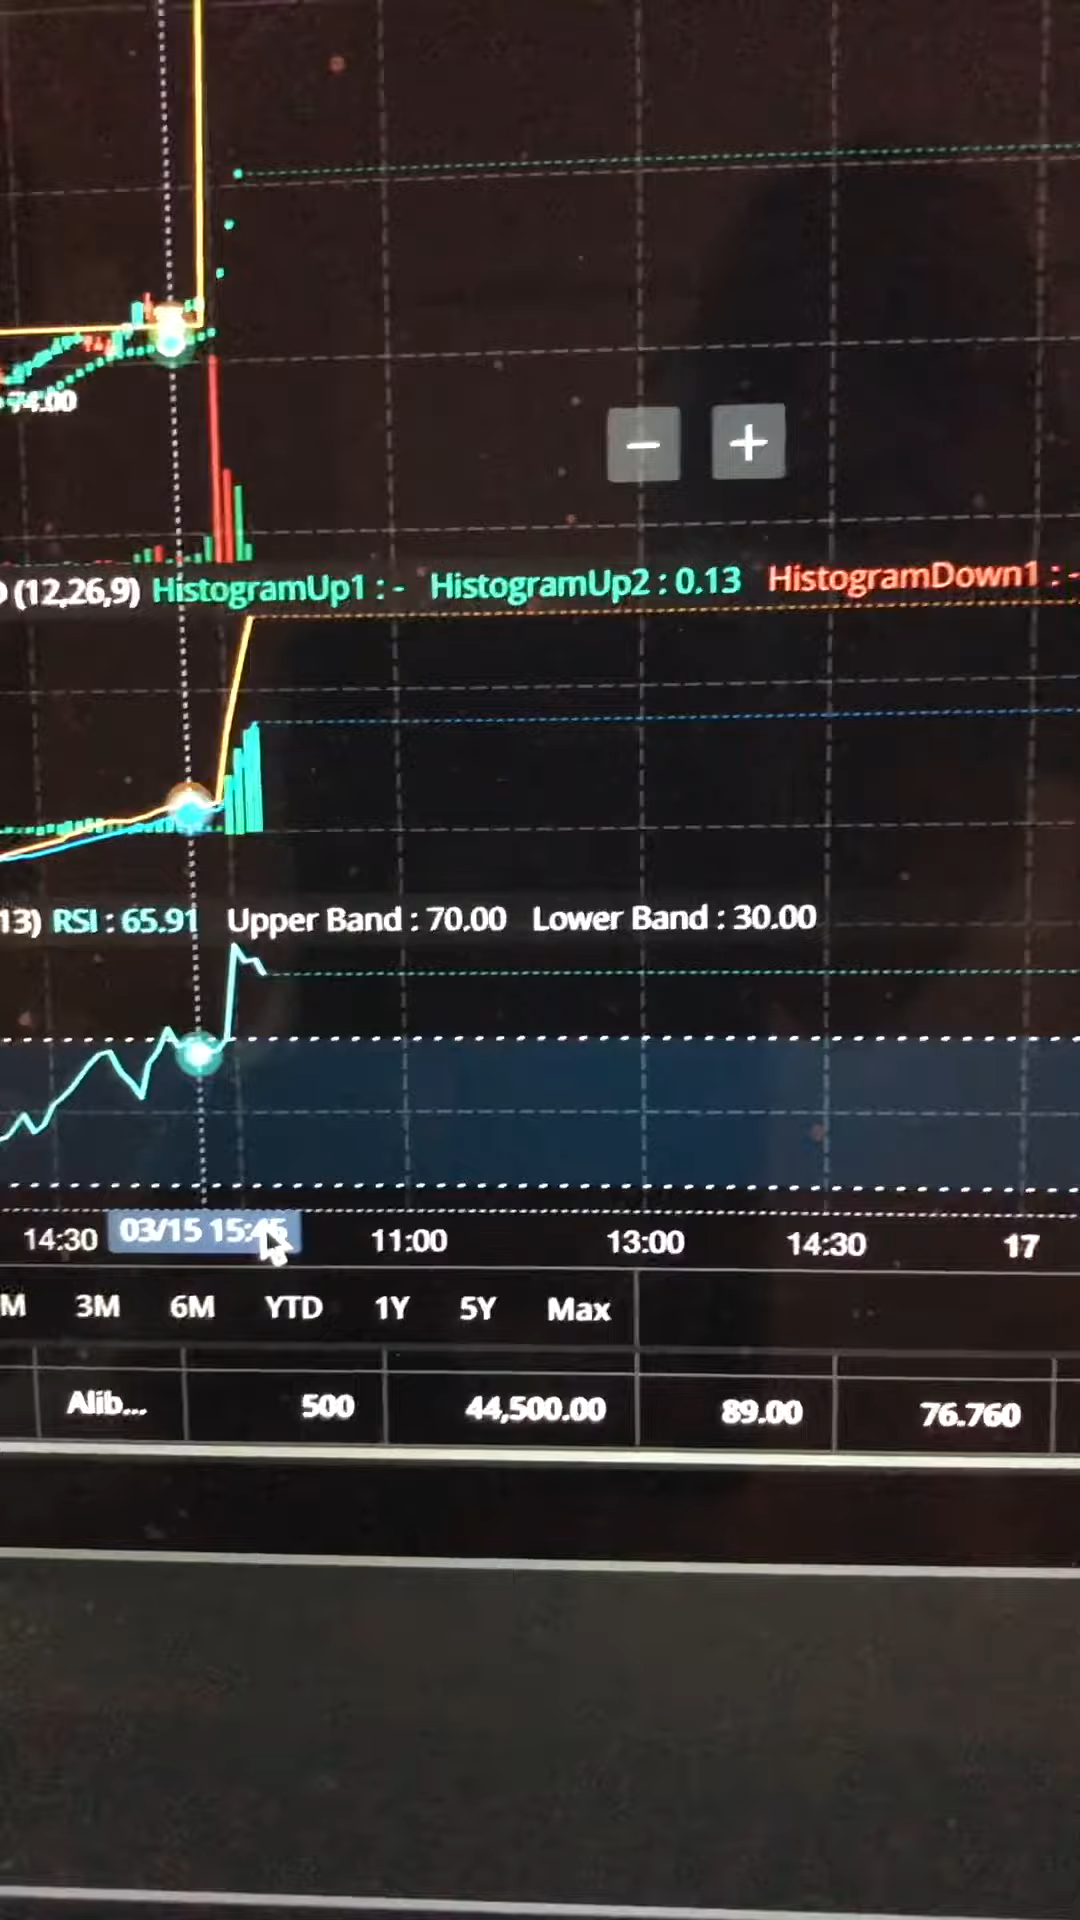 74.00
(12,26,9) HistogramUp1 : - HistogramUp2 : 0.13 HistogramDown1 : -
13) RSI : 65.91 Upper Band : 70.00 Lower Band : 30.00
14:30 03/15 15:45 11:00 13:00 14:30 17
M 3M 6M YTD 1Y 5Y Max
Alib... 500 44,500.00 89.00 76.760